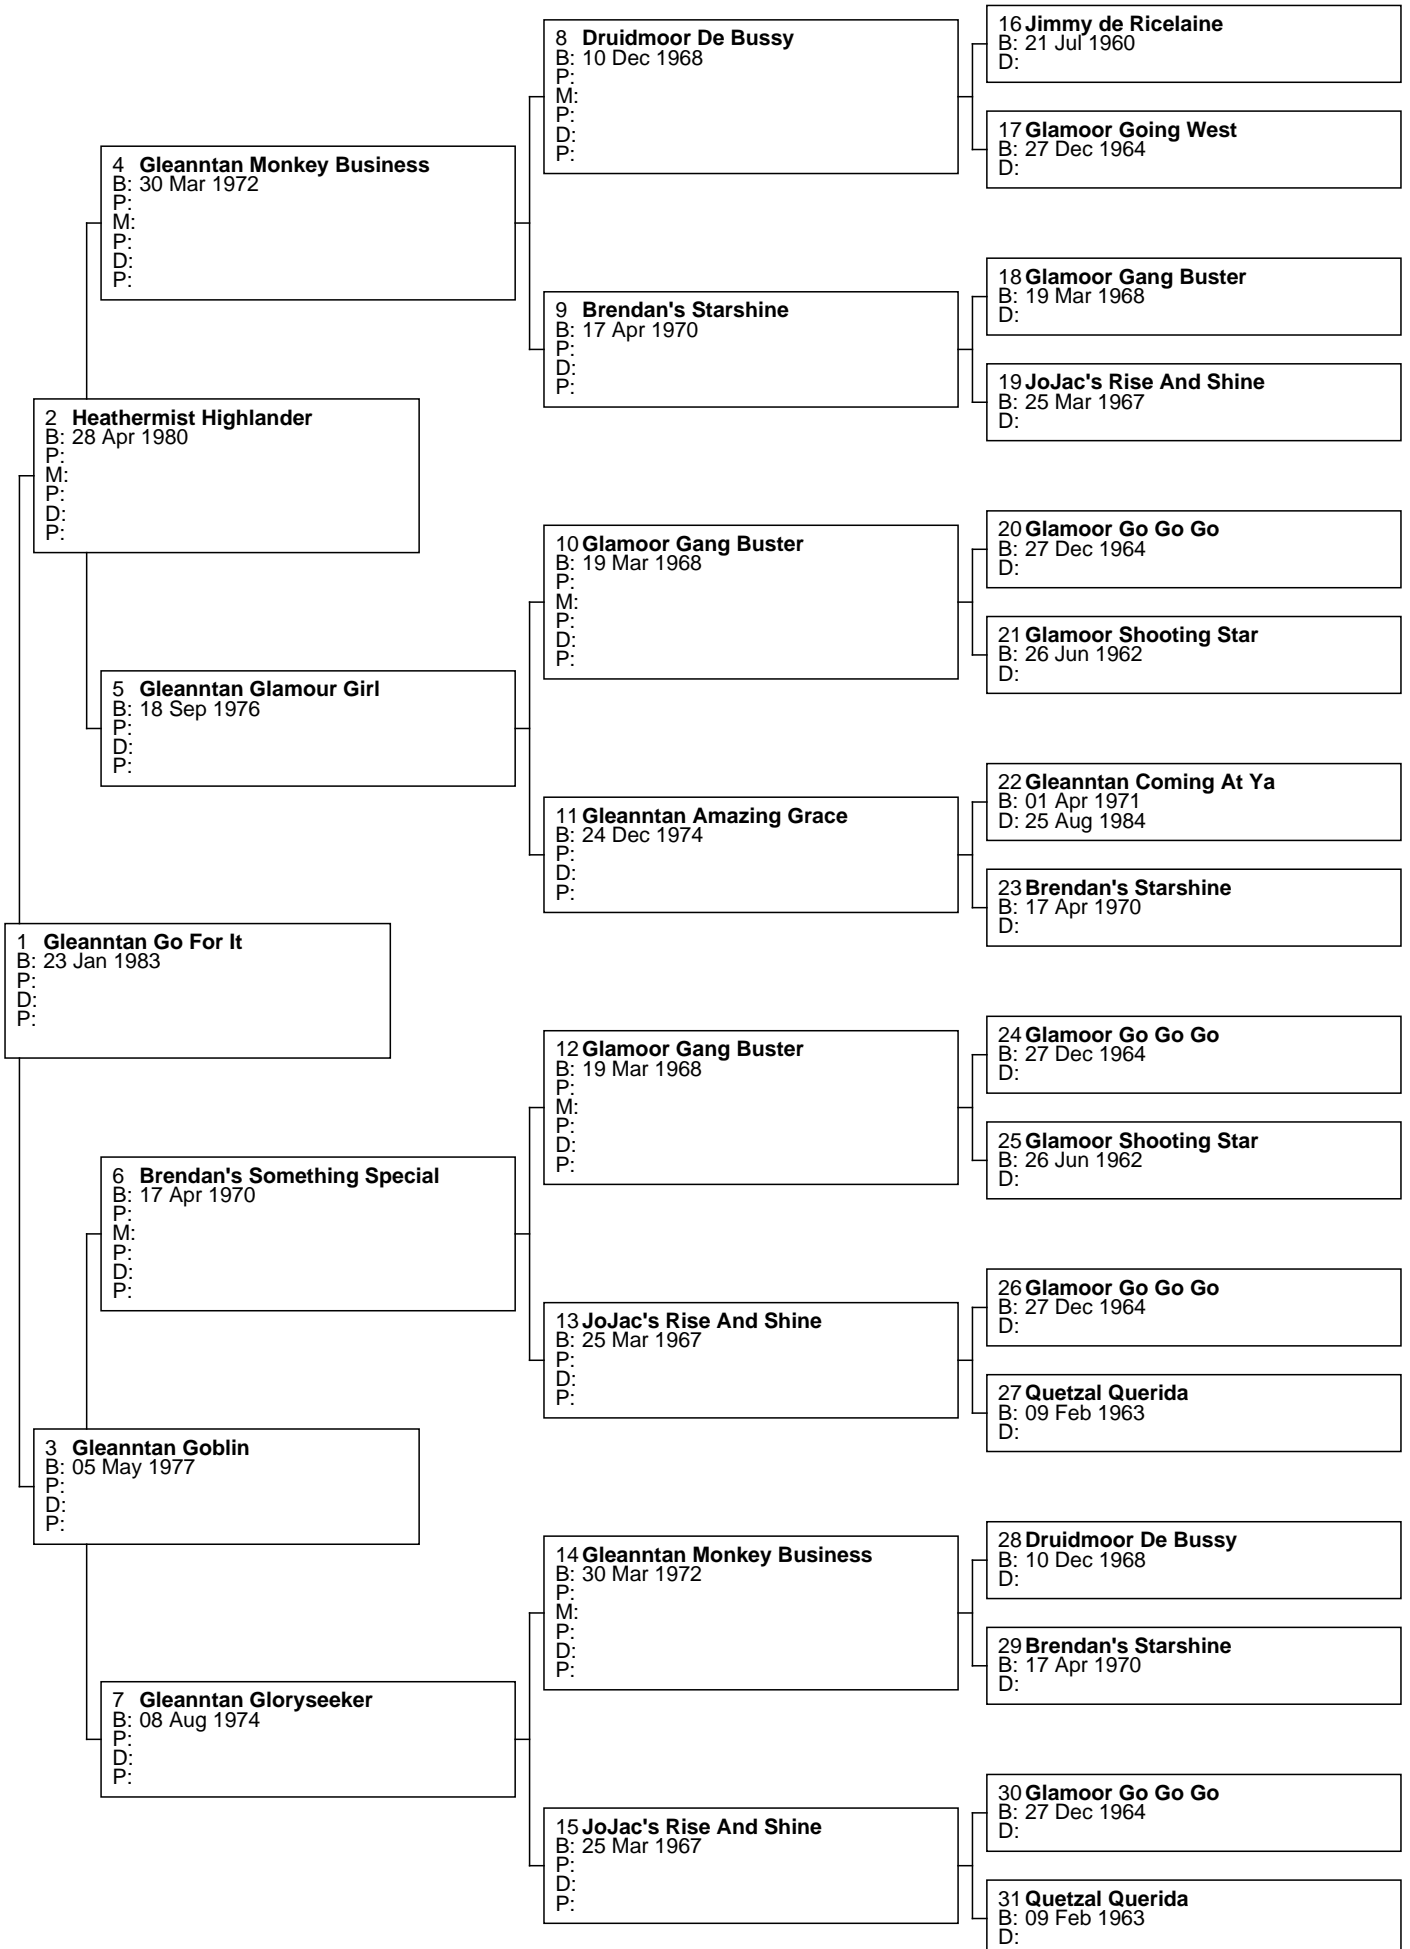 1 Gleanntan Go For It
B: 23 Jan 1983
P:
D:
P:
2 Heathermist Highlander
B: 28 Apr 1980
P:
M:
P:
D:
P:
3 Gleanntan Goblin
B: 05 May 1977
P:
D:
P:
4 Gleanntan Monkey Business
B: 30 Mar 1972
P:
M:
P:
D:
P:
5 Gleanntan Glamour Girl
B: 18 Sep 1976
P:
D:
P:
6 Brendan's Something Special
B: 17 Apr 1970
P:
M:
P:
D:
P:
7 Gleanntan Gloryseeker
B: 08 Aug 1974
P:
D:
P:
8 Druidmoor De Bussy
B: 10 Dec 1968
P:
M:
P:
D:
P:
9 Brendan's Starshine
B: 17 Apr 1970
P:
D:
P:
10 Glamoor Gang Buster
B: 19 Mar 1968
P:
M:
P:
D:
P:
11 Gleanntan Amazing Grace
B: 24 Dec 1974
P:
D:
P:
12 Glamoor Gang Buster
B: 19 Mar 1968
P:
M:
P:
D:
P:
13 JoJac's Rise And Shine
B: 25 Mar 1967
P:
D:
P:
14 Gleanntan Monkey Business
B: 30 Mar 1972
P:
M:
P:
D:
P:
15 JoJac's Rise And Shine
B: 25 Mar 1967
P:
D:
P:
16 Jimmy de Ricelaine
B: 21 Jul 1960
D:
17 Glamoor Going West
B: 27 Dec 1964
D:
18 Glamoor Gang Buster
B: 19 Mar 1968
D:
19 JoJac's Rise And Shine
B: 25 Mar 1967
D:
20 Glamoor Go Go Go
B: 27 Dec 1964
D:
21 Glamoor Shooting Star
B: 26 Jun 1962
D:
22 Gleanntan Coming At Ya
B: 01 Apr 1971
D: 25 Aug 1984
23 Brendan's Starshine
B: 17 Apr 1970
D:
24 Glamoor Go Go Go
B: 27 Dec 1964
D:
25 Glamoor Shooting Star
B: 26 Jun 1962
D:
26 Glamoor Go Go Go
B: 27 Dec 1964
D:
27 Quetzal Querida
B: 09 Feb 1963
D:
28 Druidmoor De Bussy
B: 10 Dec 1968
D:
29 Brendan's Starshine
B: 17 Apr 1970
D:
30 Glamoor Go Go Go
B: 27 Dec 1964
D:
31 Quetzal Querida
B: 09 Feb 1963
D: